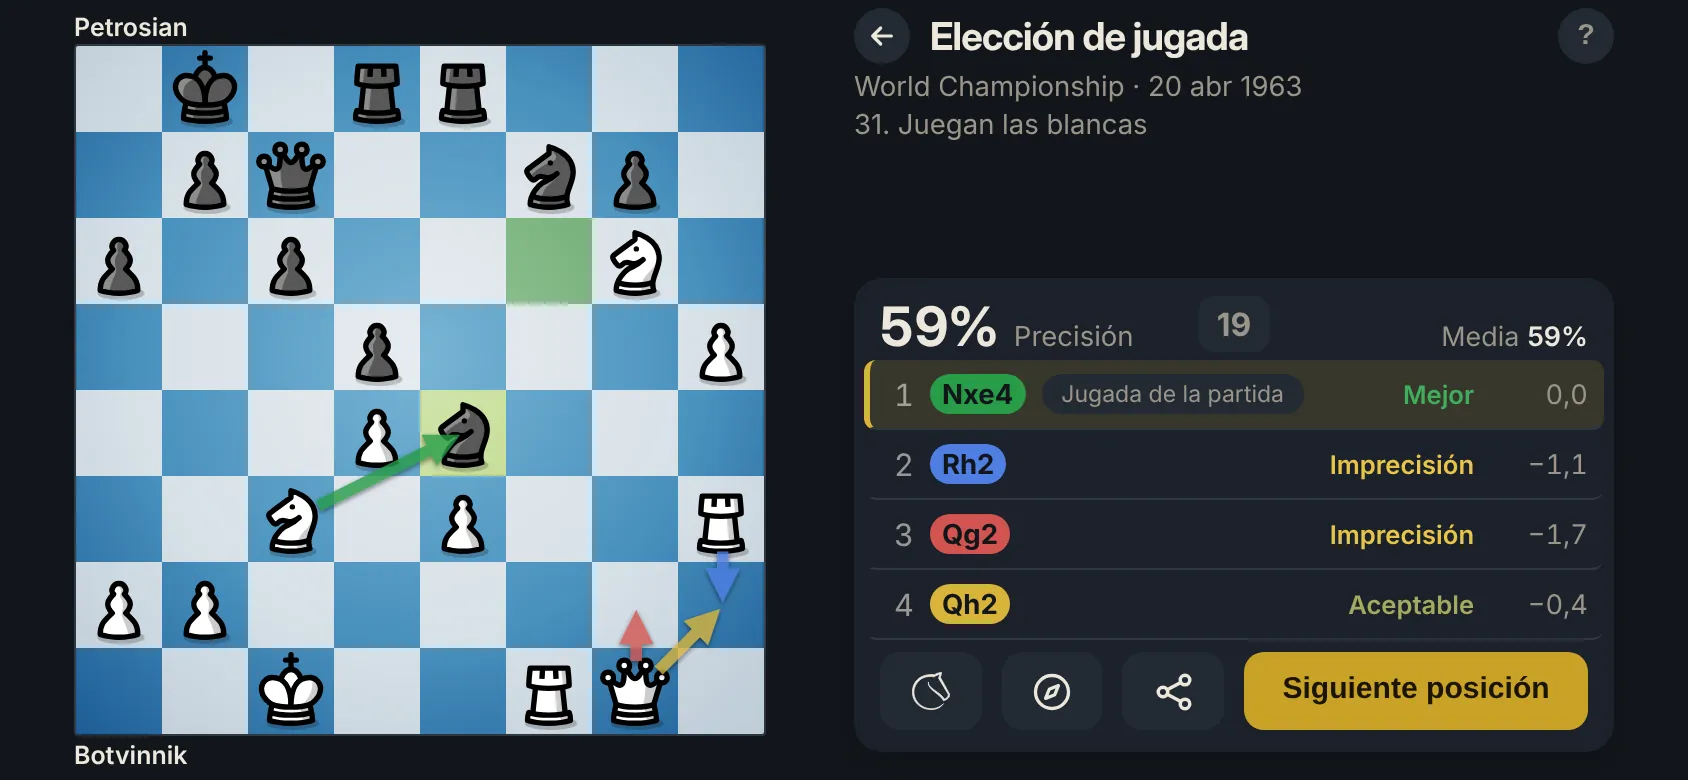 Petrosian
Botvinnik
Elección de jugada
?
World Championship · 20 abr 1963
31. Juegan las blancas
59% Precisión 19 Media 59%
1 Nxe4 Jugada de la partida Mejor 0,0
2 Rh2 Imprecisión −1,1
3 Qg2 Imprecisión −1,7
4 Qh2 Aceptable −0,4
Siguiente posición